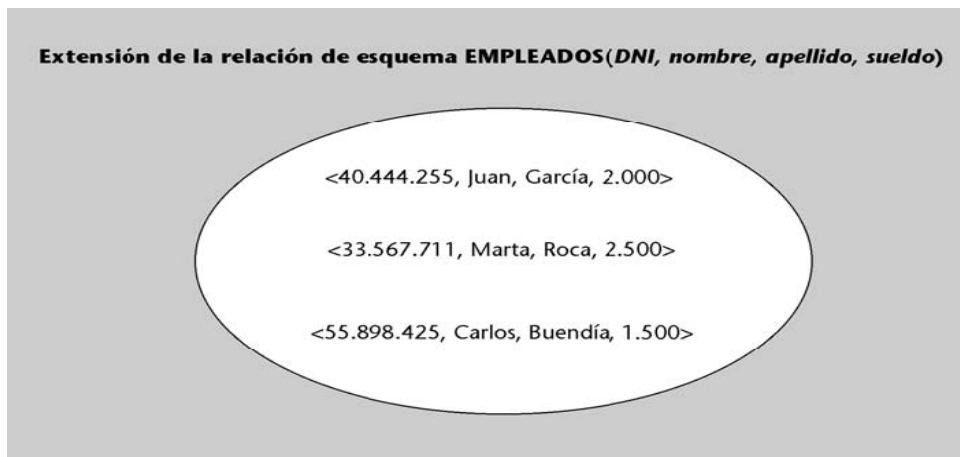 Extensión de la relación de esquema EMPLEADOS(DNI, nombre, apellido, sueldo)
<40.444.255, Juan, García, 2.000>
<33.567.711, Marta, Roca, 2.500>
<55.898.425, Carlos, Buendía, 1.500>